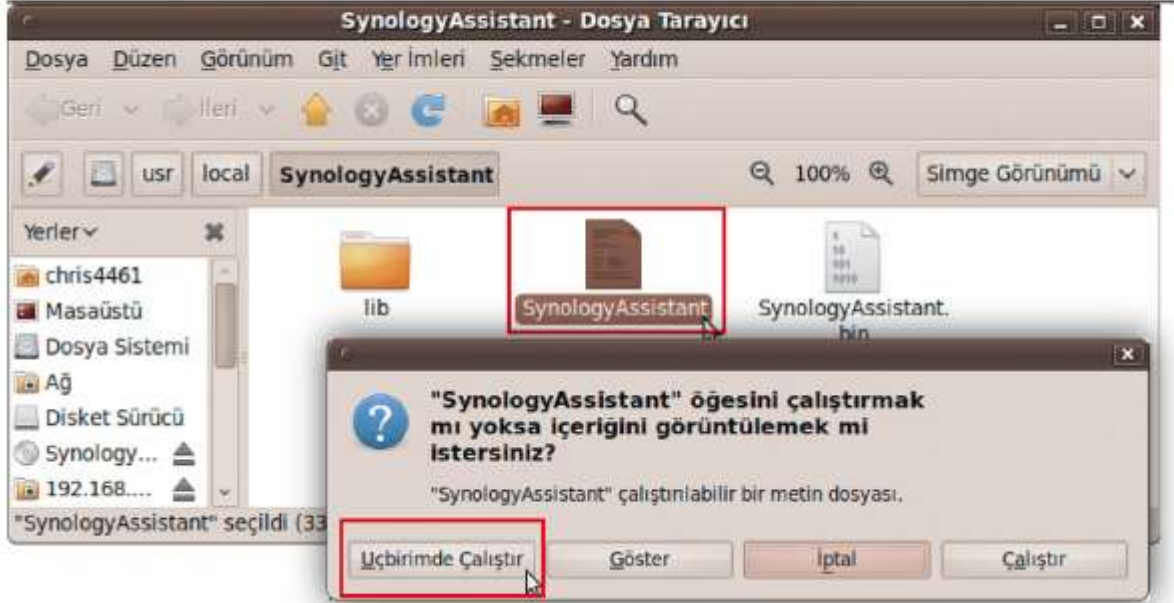 SynologyAssistant - Dosya Tarayıcı
Dosya Düzen Görünüm Git Yer İmleri Sekmeler Yardım
Geri İleri
usr local SynologyAssistant 100% Simge Görünümü
Yerler
chris4461
Masaüstü
Dosya Sistemi
Ağ
Disket Sürücü
Synology...
192.168....
lib
SynologyAssistant
SynologyAssistant.
bin
"SynologyAssistant" seçildi (33
"SynologyAssistant" öğesini çalıştırmak
mı yoksa içeriğini görüntülemek mi
istersiniz?
"SynologyAssistant" çalıştırılabilir bir metin dosyası.
Uçbirimde Çalıştır Göster İptal Çalıştır